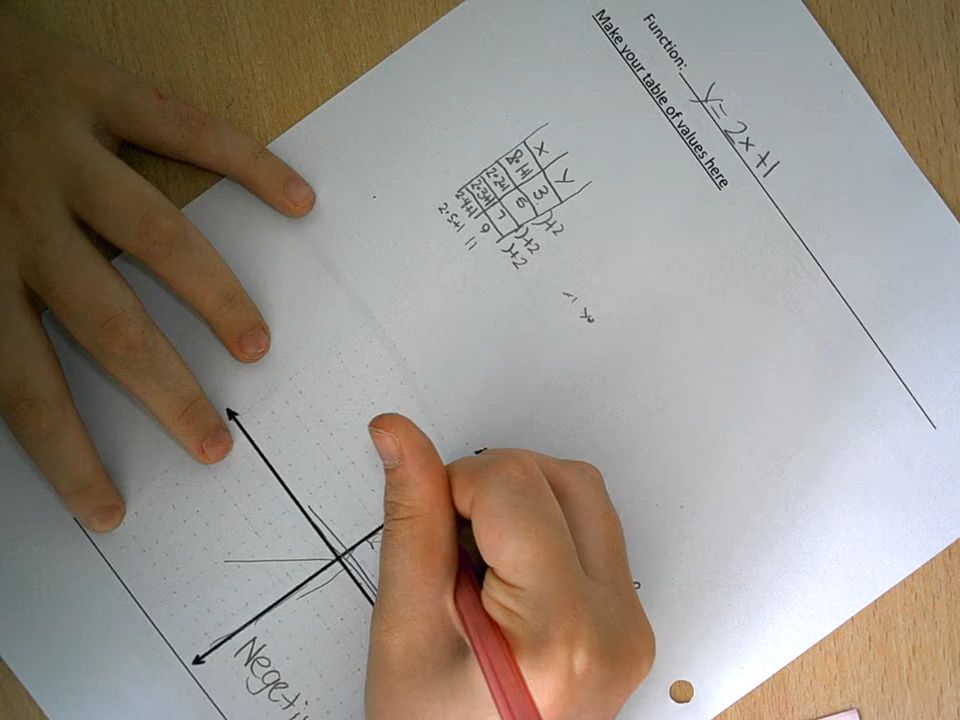 Function: y = 2x+1
Make your table of values here
x y
2·1+1 3 )+2
2·2+1 5 )+2
2·3+1 7 )+2
2·4+1 9
2·5+1 11